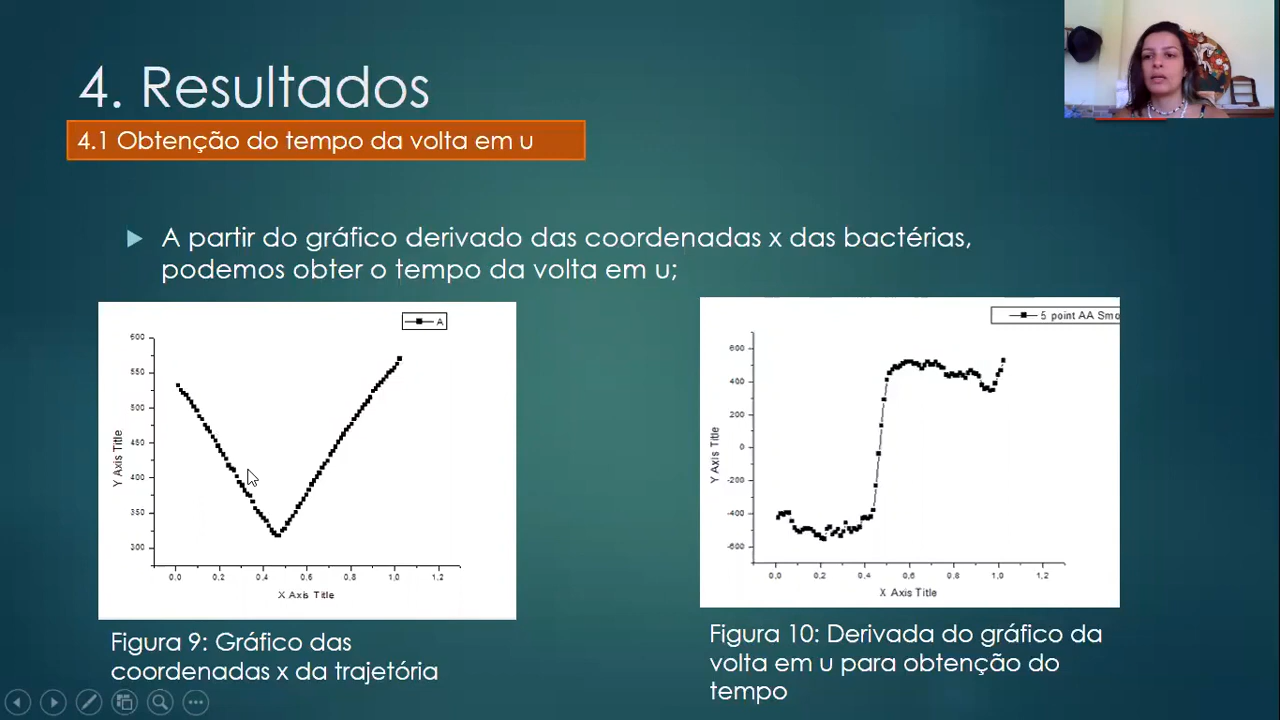 4. Resultados
4.1 Obtenção do tempo da volta em u
A partir do gráfico derivado das coordenadas x das bactérias,
podemos obter o tempo da volta em u;
A
600
550
500
450
400
350
300
Y Axis Title
0,0 0,2 0,4 0,6 0,8 1,0 1,2
X Axis Title
Figura 9: Gráfico das
coordenadas x da trajetória
5 point AA Smo
600
400
200
0
-200
-400
-600
Y Axis Title
0,0 0,2 0,4 0,6 0,8 1,0 1,2
X Axis Title
Figura 10: Derivada do gráfico da
volta em u para obtenção do
tempo